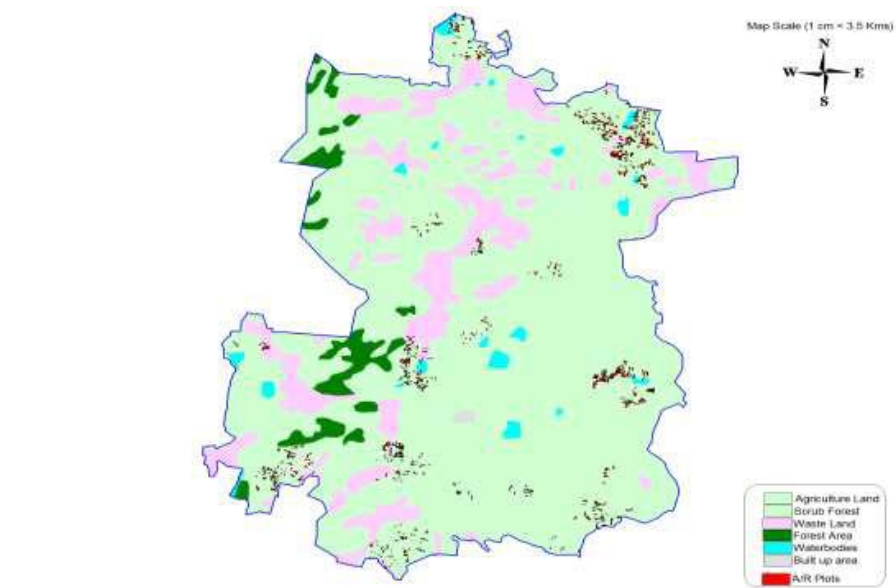 Map Scale (1 cm = 3.5 Kms)
N
W E
S
Agriculture Land
Scrub Forest
Waste Land
Forest Area
Waterbodies
Built up area
A/R Plots